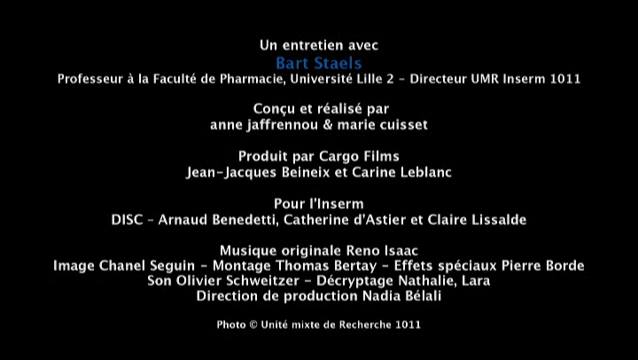 Un entretien avec
Bart Staels
Professeur à la Faculté de Pharmacie, Université Lille 2 - Directeur UMR Inserm 1011
Conçu et réalisé par
anne jaffrennou & marie cuisset
Produit par Cargo Films
Jean-Jacques Beineix et Carine Leblanc
Pour l'Inserm
DISC - Arnaud Benedetti, Catherine d'Astier et Claire Lissalde
Musique originale Reno Isaac
Image Chanel Seguin - Montage Thomas Bertay - Effets spéciaux Pierre Borde
Son Olivier Schweitzer - Décryptage Nathalie, Lara
Direction de production Nadia Bélali
Photo © Unité mixte de Recherche 1011